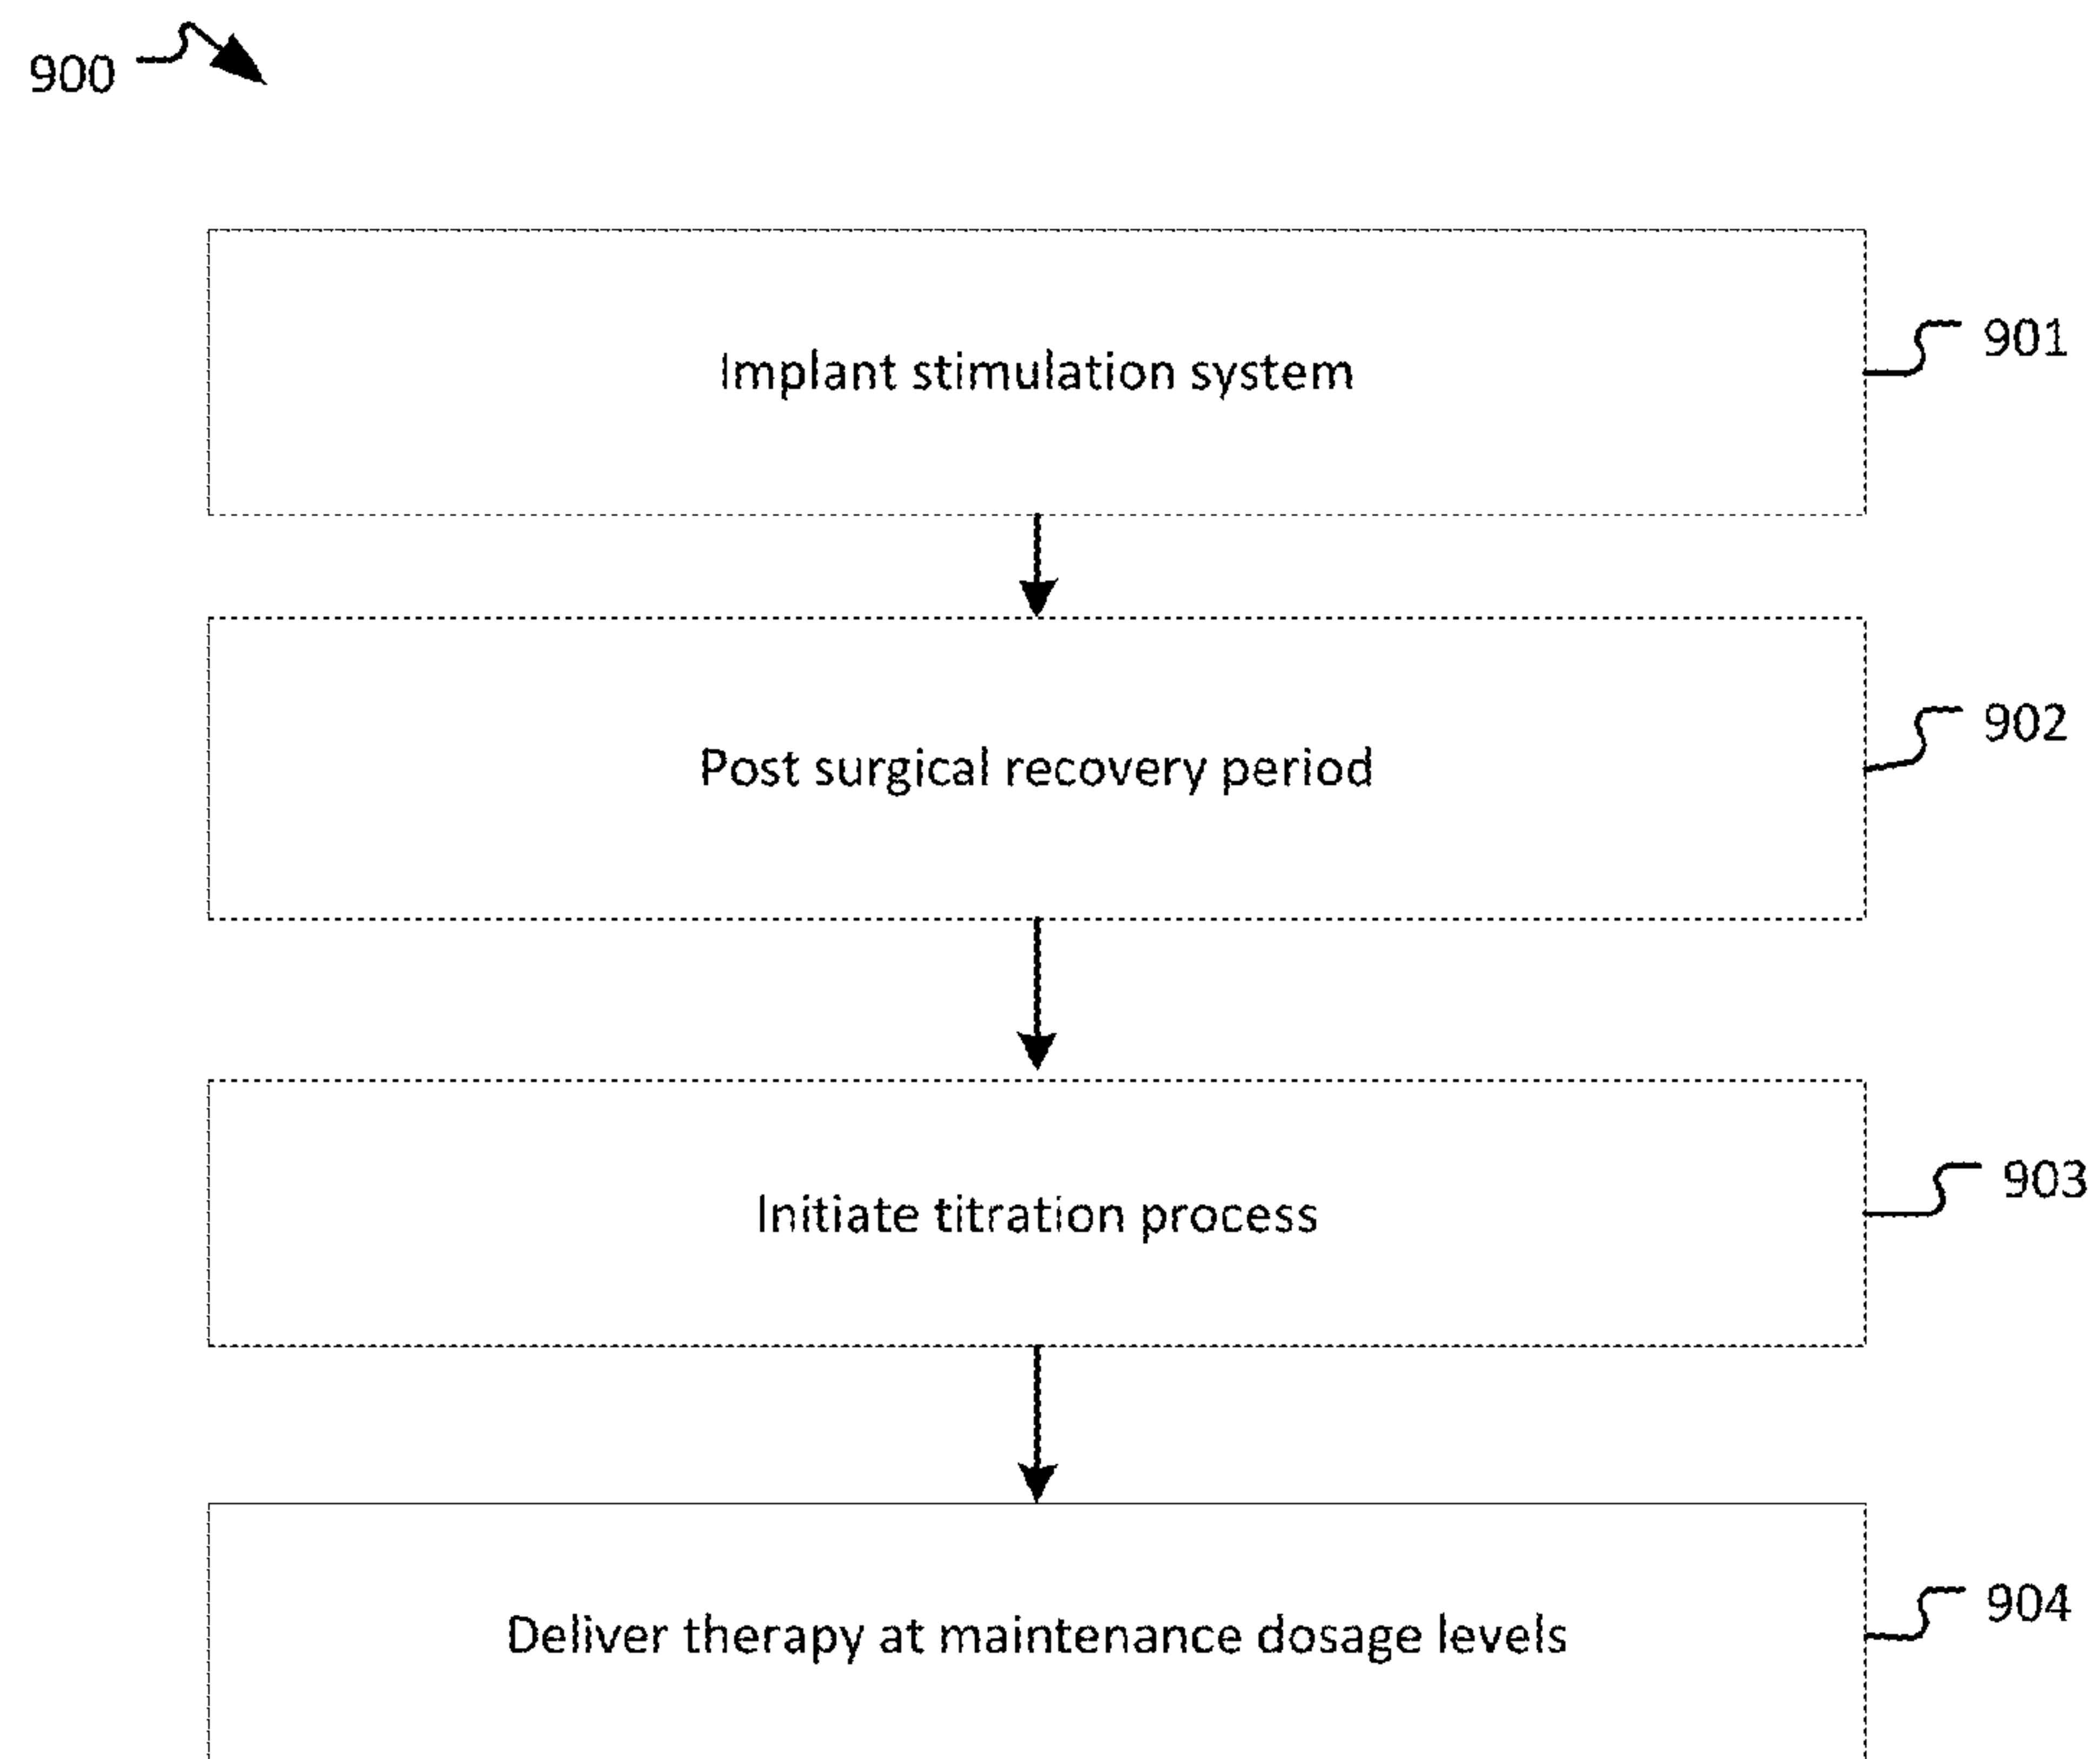 900
Implant stimulation system
901
Post surgical recovery period
902
Initiate titration process
903
Deliver therapy at maintenance dosage levels
904